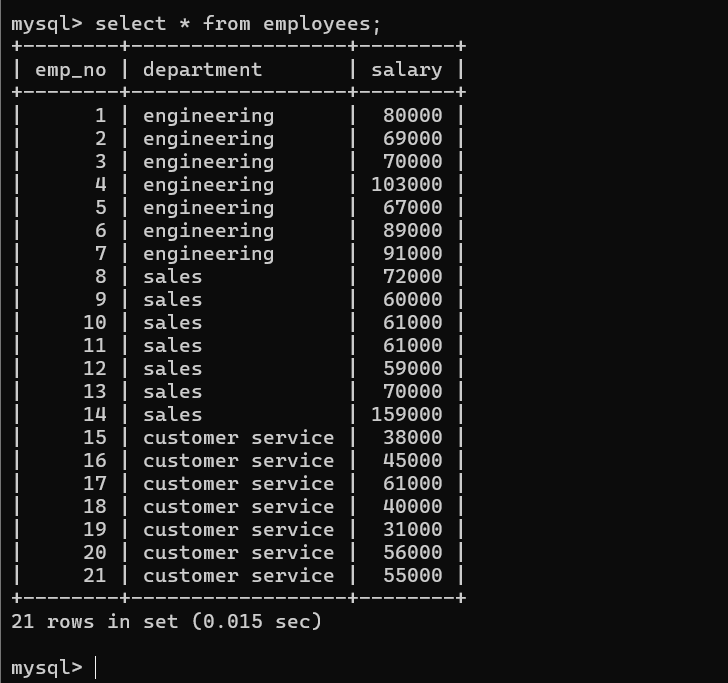 mysql> select * from employees;
+--------+------------------+--------+
| emp_no | department       | salary |
+--------+------------------+--------+
|      1 | engineering      |  80000 |
|      2 | engineering      |  69000 |
|      3 | engineering      |  70000 |
|      4 | engineering      | 103000 |
|      5 | engineering      |  67000 |
|      6 | engineering      |  89000 |
|      7 | engineering      |  91000 |
|      8 | sales            |  72000 |
|      9 | sales            |  60000 |
|     10 | sales            |  61000 |
|     11 | sales            |  61000 |
|     12 | sales            |  59000 |
|     13 | sales            |  70000 |
|     14 | sales            | 159000 |
|     15 | customer service |  38000 |
|     16 | customer service |  45000 |
|     17 | customer service |  61000 |
|     18 | customer service |  40000 |
|     19 | customer service |  31000 |
|     20 | customer service |  56000 |
|     21 | customer service |  55000 |
+--------+------------------+--------+
21 rows in set (0.015 sec)
mysql>